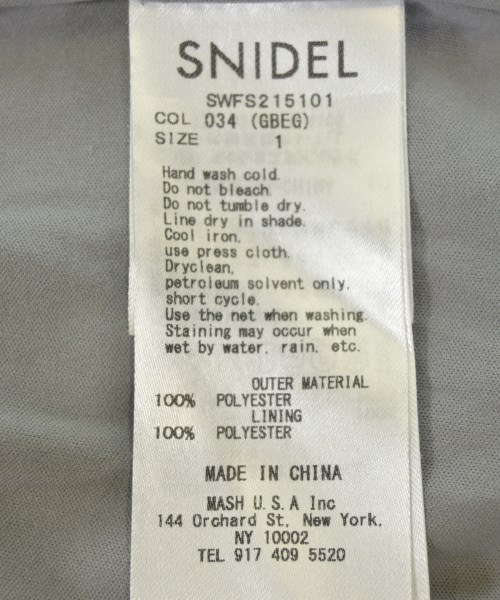 SNIDEL
SWFS215101
COL 034 (GBEG)
SIZE 1
Hand wash cold.
Do not bleach.
Do not tumble dry.
Line dry in shade.
Cool iron,
use press cloth.
Dryclean,
petroleum solvent only,
short cycle.
Use the net when washing.
Staining may occur when
wet by water, rain, etc.
OUTER MATERIAL
100% POLYESTER
LINING
100% POLYESTER
MADE IN CHINA
MASH U.S.A Inc
144 Orchard St, New York,
NY 10002
TEL 917 409 5520